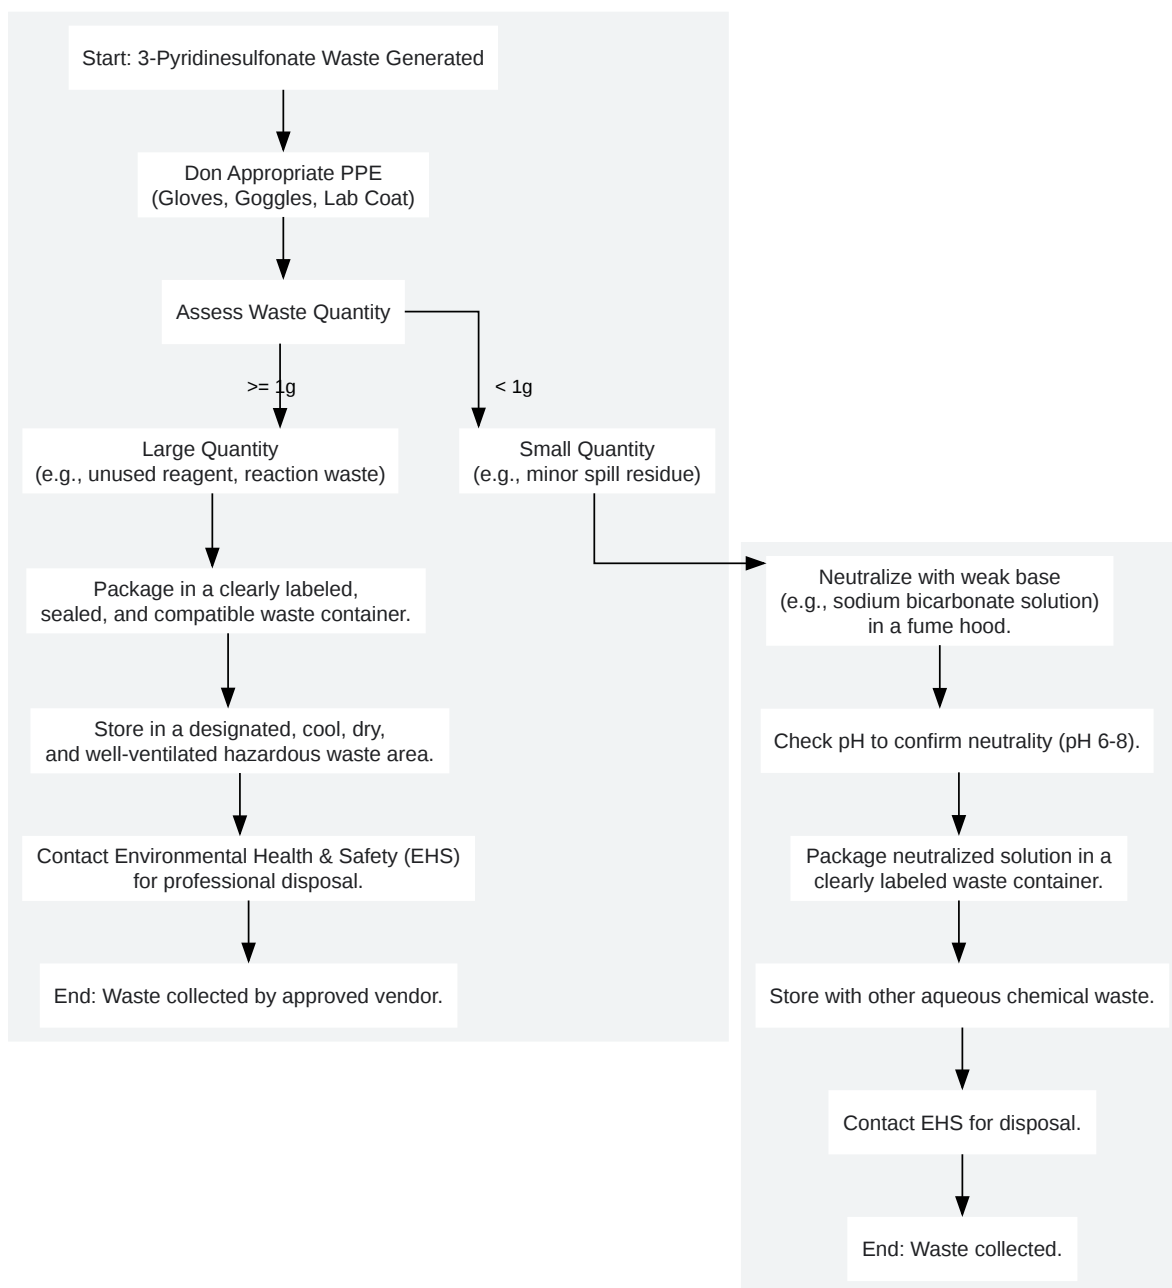 Start: 3-Pyridinesulfonate Waste Generated
Don Appropriate PPE
(Gloves, Goggles, Lab Coat)
Assess Waste Quantity
>= 1g
< 1g
Large Quantity
(e.g., unused reagent, reaction waste)
Small Quantity
(e.g., minor spill residue)
Package in a clearly labeled,
sealed, and compatible waste container.
Store in a designated, cool, dry,
and well-ventilated hazardous waste area.
Contact Environmental Health & Safety (EHS)
for professional disposal.
End: Waste collected by approved vendor.
Neutralize with weak base
(e.g., sodium bicarbonate solution)
in a fume hood.
Check pH to confirm neutrality (pH 6-8).
Package neutralized solution in a
clearly labeled waste container.
Store with other aqueous chemical waste.
Contact EHS for disposal.
End: Waste collected.